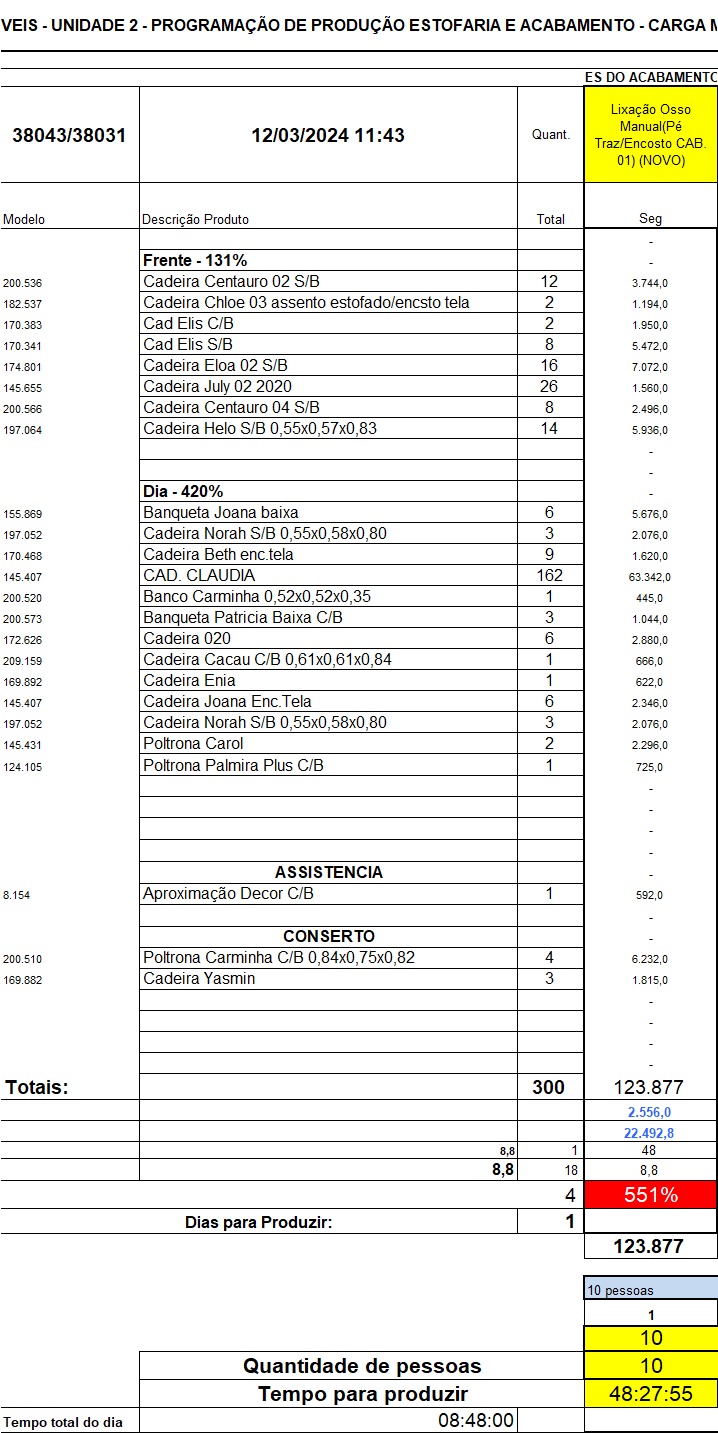 VEIS - UNIDADE 2 - PROGRAMAÇÃO DE PRODUÇÃO ESTOFARIA E ACABAMENTO - CARGA M
ES DO ACABAMENTO
38043/38031 12/03/2024 11:43 Quant. Lixação Osso
Manual(Pé
Traz/Encosto CAB.
01) (NOVO)
Modelo Descrição Produto Total Seg
-
Frente - 131% -
200.536 Cadeira Centauro 02 S/B 12 3.744,0
182.537 Cadeira Chloe 03 assento estofado/encsto tela 2 1.194,0
170.383 Cad Elis C/B 2 1.950,0
170.341 Cad Elis S/B 8 5.472,0
174.801 Cadeira Eloa 02 S/B 16 7.072,0
145.655 Cadeira July 02 2020 26 1.560,0
200.566 Cadeira Centauro 04 S/B 8 2.496,0
197.064 Cadeira Helo S/B 0,55x0,57x0,83 14 5.936,0
-
-
Dia - 420% -
155.869 Banqueta Joana baixa 6 5.676,0
197.052 Cadeira Norah S/B 0,55x0,58x0,80 3 2.076,0
170.468 Cadeira Beth enc.tela 9 1.620,0
145.407 CAD. CLAUDIA 162 63.342,0
200.520 Banco Carminha 0,52x0,52x0,35 1 445,0
200.573 Banqueta Patricia Baixa C/B 3 1.044,0
172.626 Cadeira 020 6 2.880,0
209.159 Cadeira Cacau C/B 0,61x0,61x0,84 1 666,0
169.892 Cadeira Enia 1 622,0
145.407 Cadeira Joana Enc.Tela 6 2.346,0
197.052 Cadeira Norah S/B 0,55x0,58x0,80 3 2.076,0
145.431 Poltrona Carol 2 2.296,0
124.105 Poltrona Palmira Plus C/B 1 725,0
-
-
-
-
ASSISTENCIA -
8.154 Aproximação Decor C/B 1 592,0
-
CONSERTO -
200.510 Poltrona Carminha C/B 0,84x0,75x0,82 4 6.232,0
169.882 Cadeira Yasmin 3 1.815,0
-
-
-
-
Totais: 300 123.877
2.556,0
22.492,8
8,8 1 48
8,8 18 8,8
4 551%
Dias para Produzir: 1
123.877
10 pessoas
1
10
Quantidade de pessoas 10
Tempo para produzir 48:27:55
Tempo total do dia 08:48:00